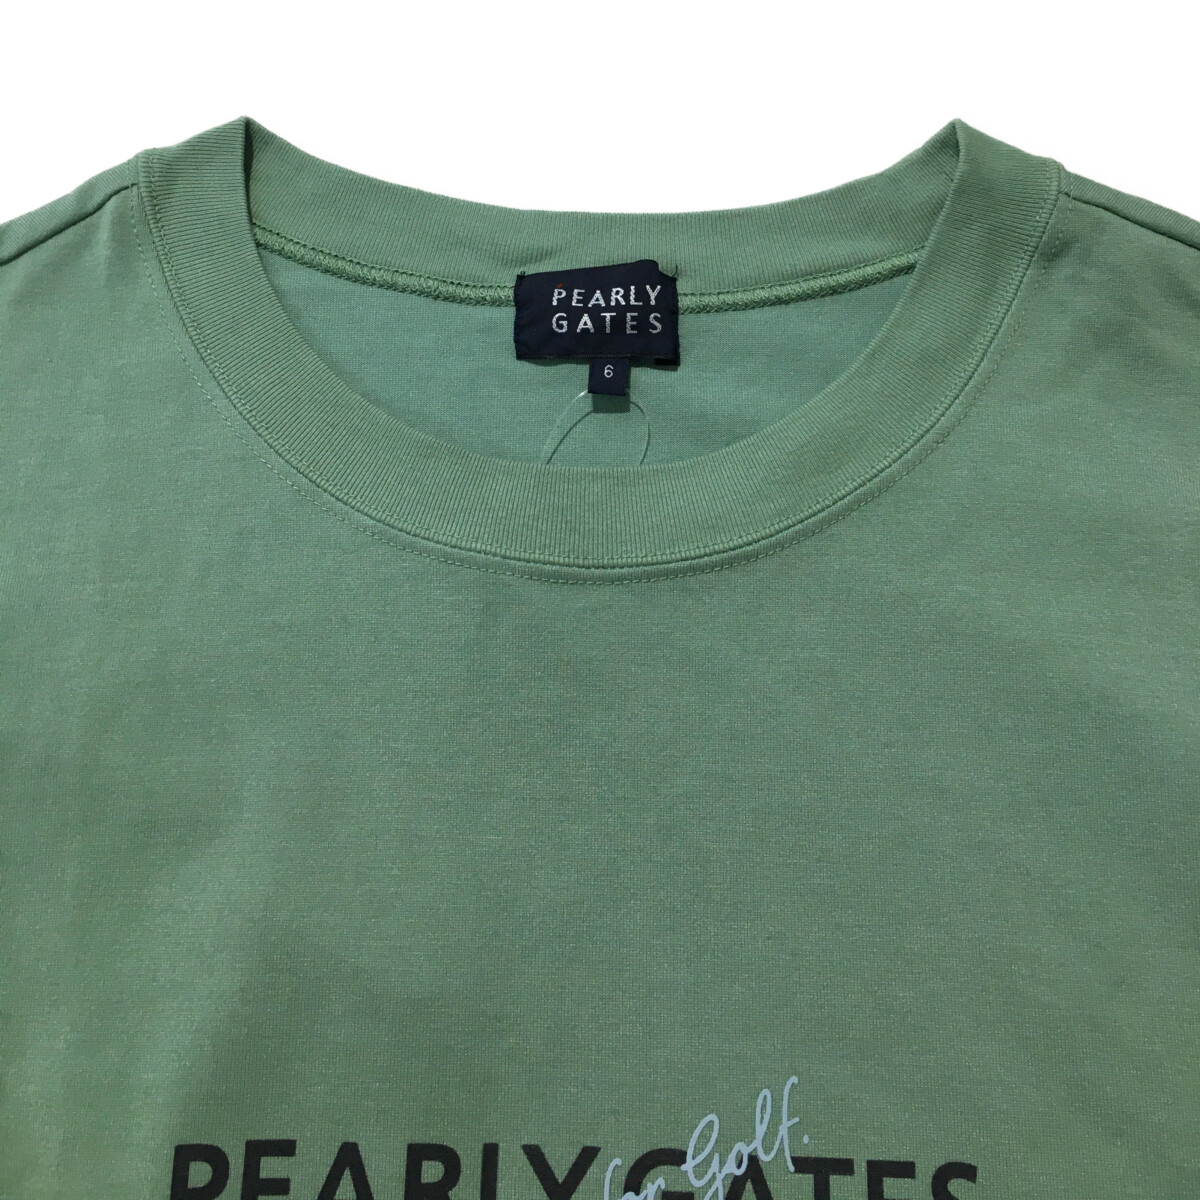 PEARLY
GATES
6
for Golf.
PEARLY GATES